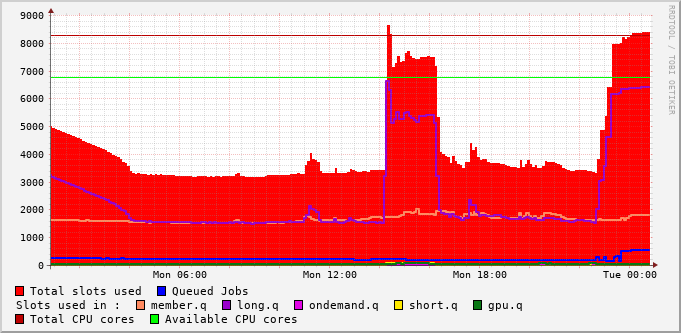 RRDTOOL / TOBI OETIKER
9000
8000
7000
6000
5000
4000
3000
2000
1000
0
Mon 06:00 Mon 12:00 Mon 18:00 Tue 00:00
Total slots used Queued Jobs
Slots used in : member.q long.q ondemand.q short.q gpu.q
Total CPU cores Available CPU cores